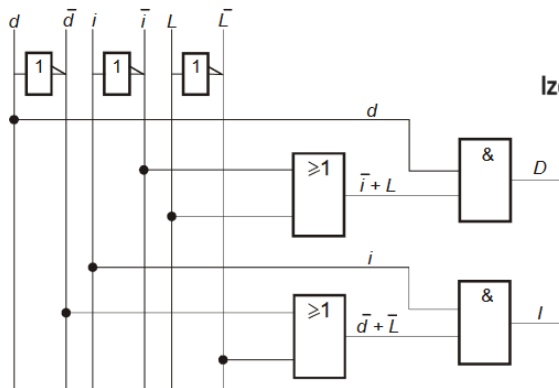 d d̄ i ī L L̄
1 1 1
Iz
d
≥1 & D
ī + L
i
≥1 & I
d̄ + L̄